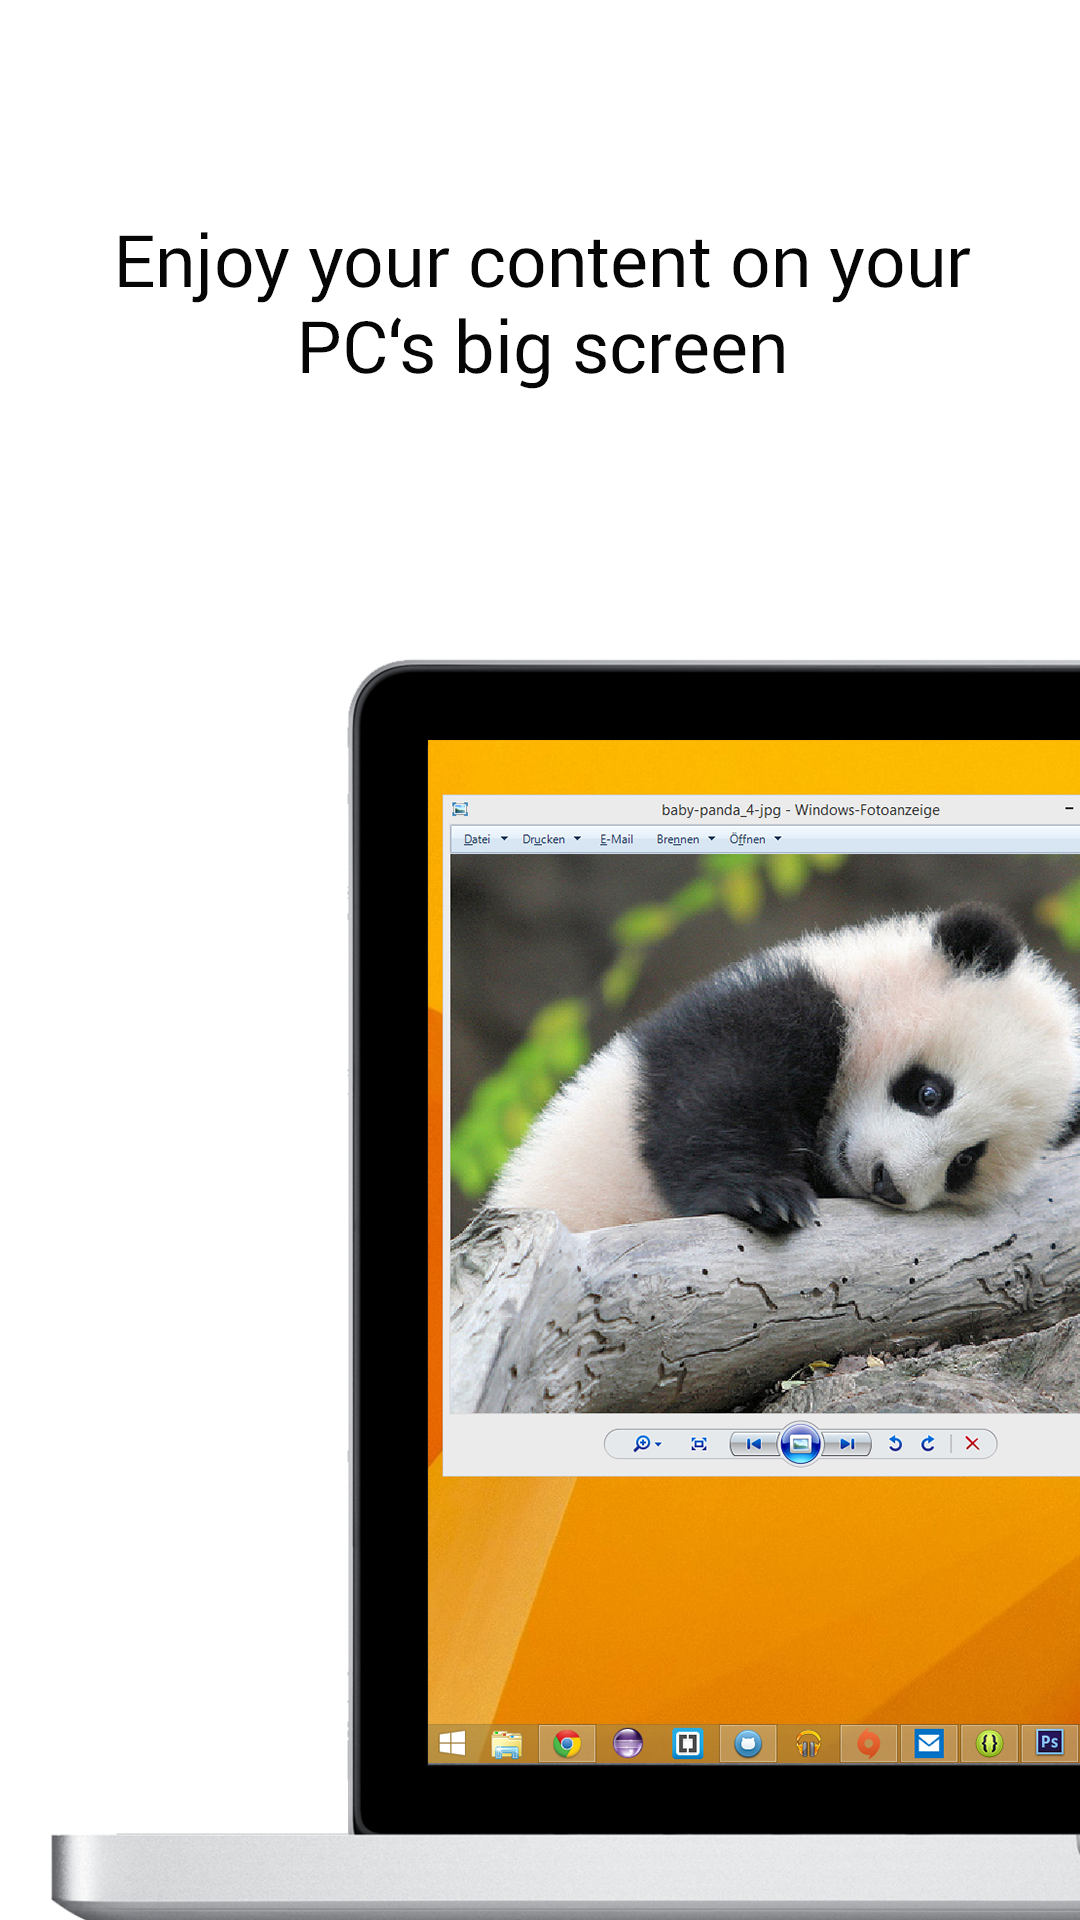 Enjoy your content on your
PC‘s big screen
baby-panda_4-jpg - Windows-Fotoanzeige
Datei Drucken E-Mail Brennen Öffnen
Ps